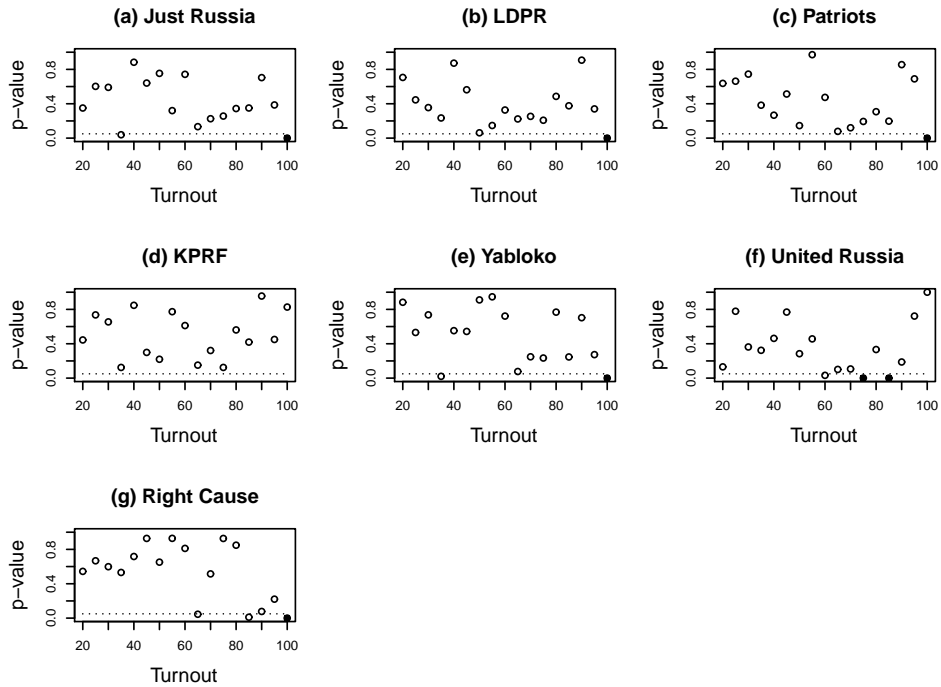 (a) Just Russia
p−value
0.0 0.4 0.8
20 40 60 80 100
Turnout
(b) LDPR
p−value
0.0 0.4 0.8
20 40 60 80 100
Turnout
(c) Patriots
p−value
0.0 0.4 0.8
20 40 60 80 100
Turnout
(d) KPRF
p−value
0.0 0.4 0.8
20 40 60 80 100
Turnout
(e) Yabloko
p−value
0.0 0.4 0.8
20 40 60 80 100
Turnout
(f) United Russia
p−value
0.0 0.4 0.8
20 40 60 80 100
Turnout
(g) Right Cause
p−value
0.0 0.4 0.8
20 40 60 80 100
Turnout